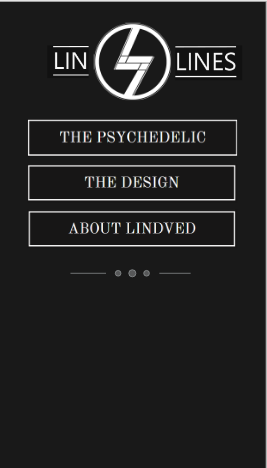 LIN LINES
THE PSYCHEDELIC
THE DESIGN
ABOUT LINDVED